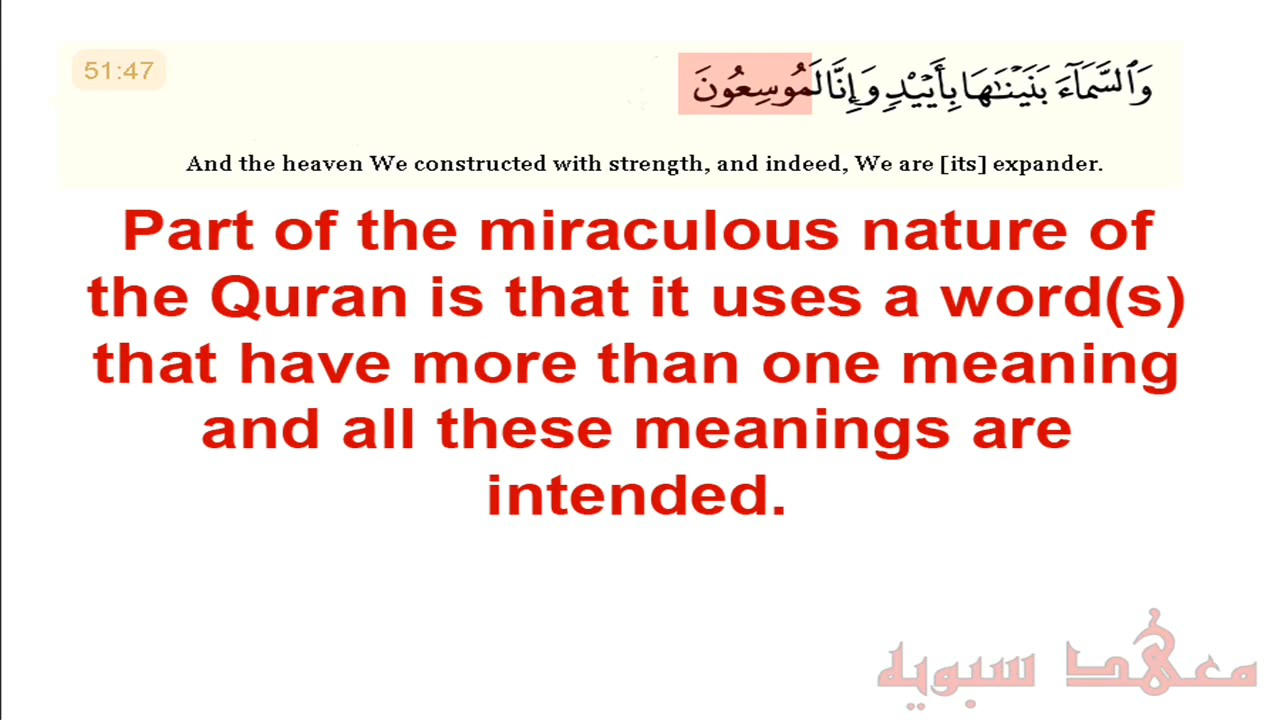 51:47
وَٱلسَّمَآءَ بَنَيْنَـٰهَا بِأَيْي۟دٍ وَإِنَّا لَمُوسِعُونَ
And the heaven We constructed with strength, and indeed, We are [its] expander.
Part of the miraculous nature of
the Quran is that it uses a word(s)
that have more than one meaning
and all these meanings are
intended.
معهد سبويه